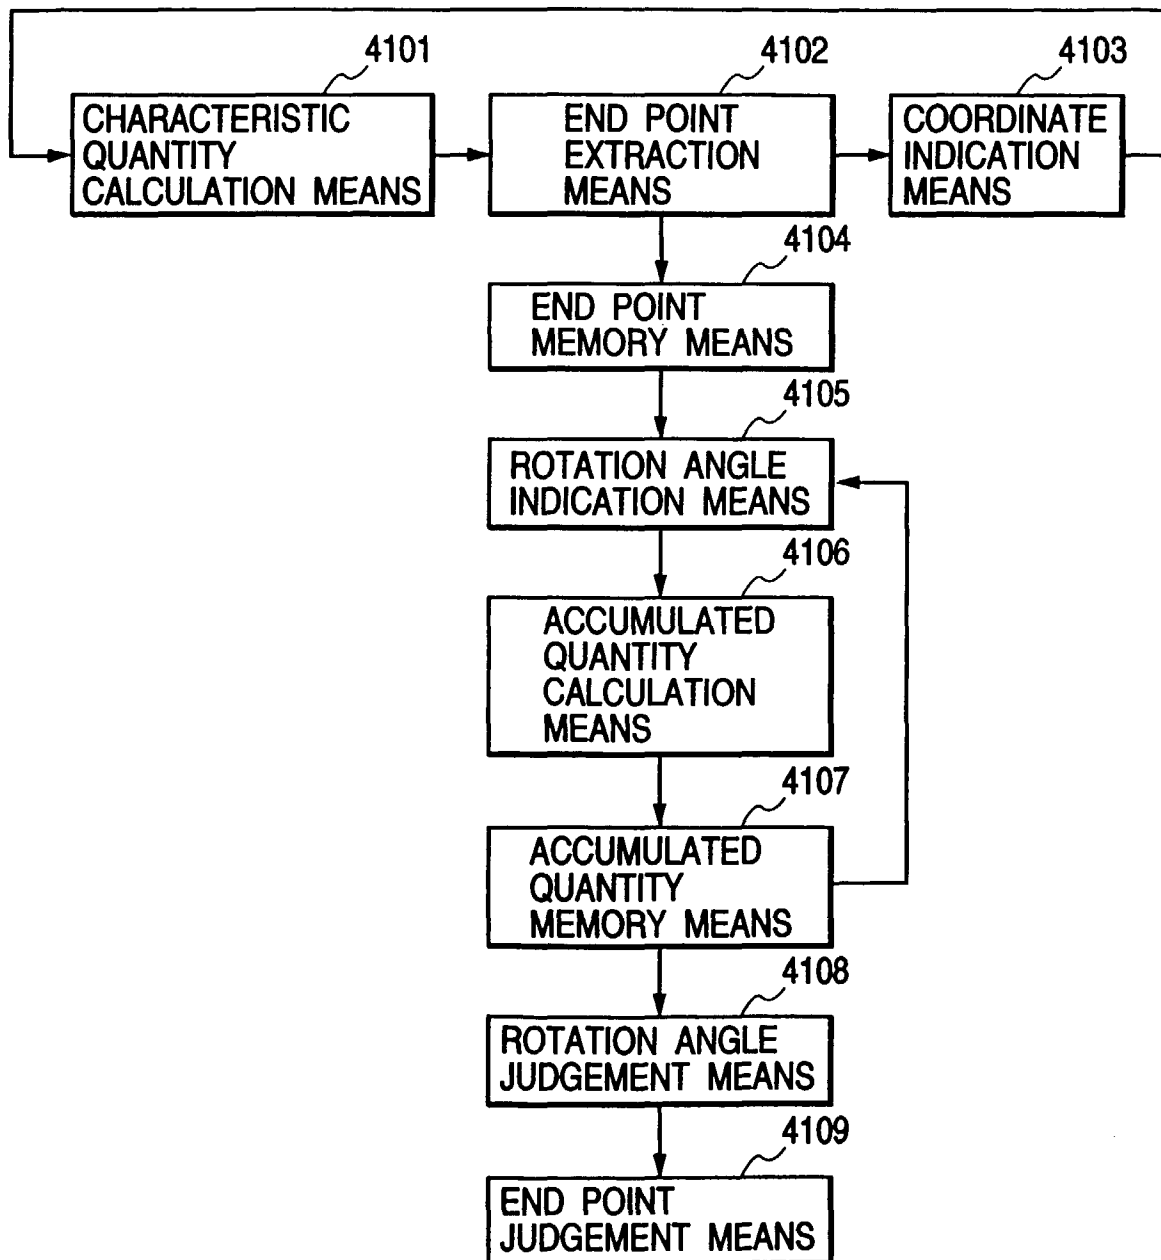 4101
4102
4103
CHARACTERISTIC
QUANTITY
CALCULATION MEANS
END POINT
EXTRACTION
MEANS
COORDINATE
INDICATION
MEANS
4104
END POINT
MEMORY MEANS
4105
ROTATION ANGLE
INDICATION MEANS
4106
ACCUMULATED
QUANTITY
CALCULATION
MEANS
4107
ACCUMULATED
QUANTITY
MEMORY MEANS
4108
ROTATION ANGLE
JUDGEMENT MEANS
4109
END POINT
JUDGEMENT MEANS